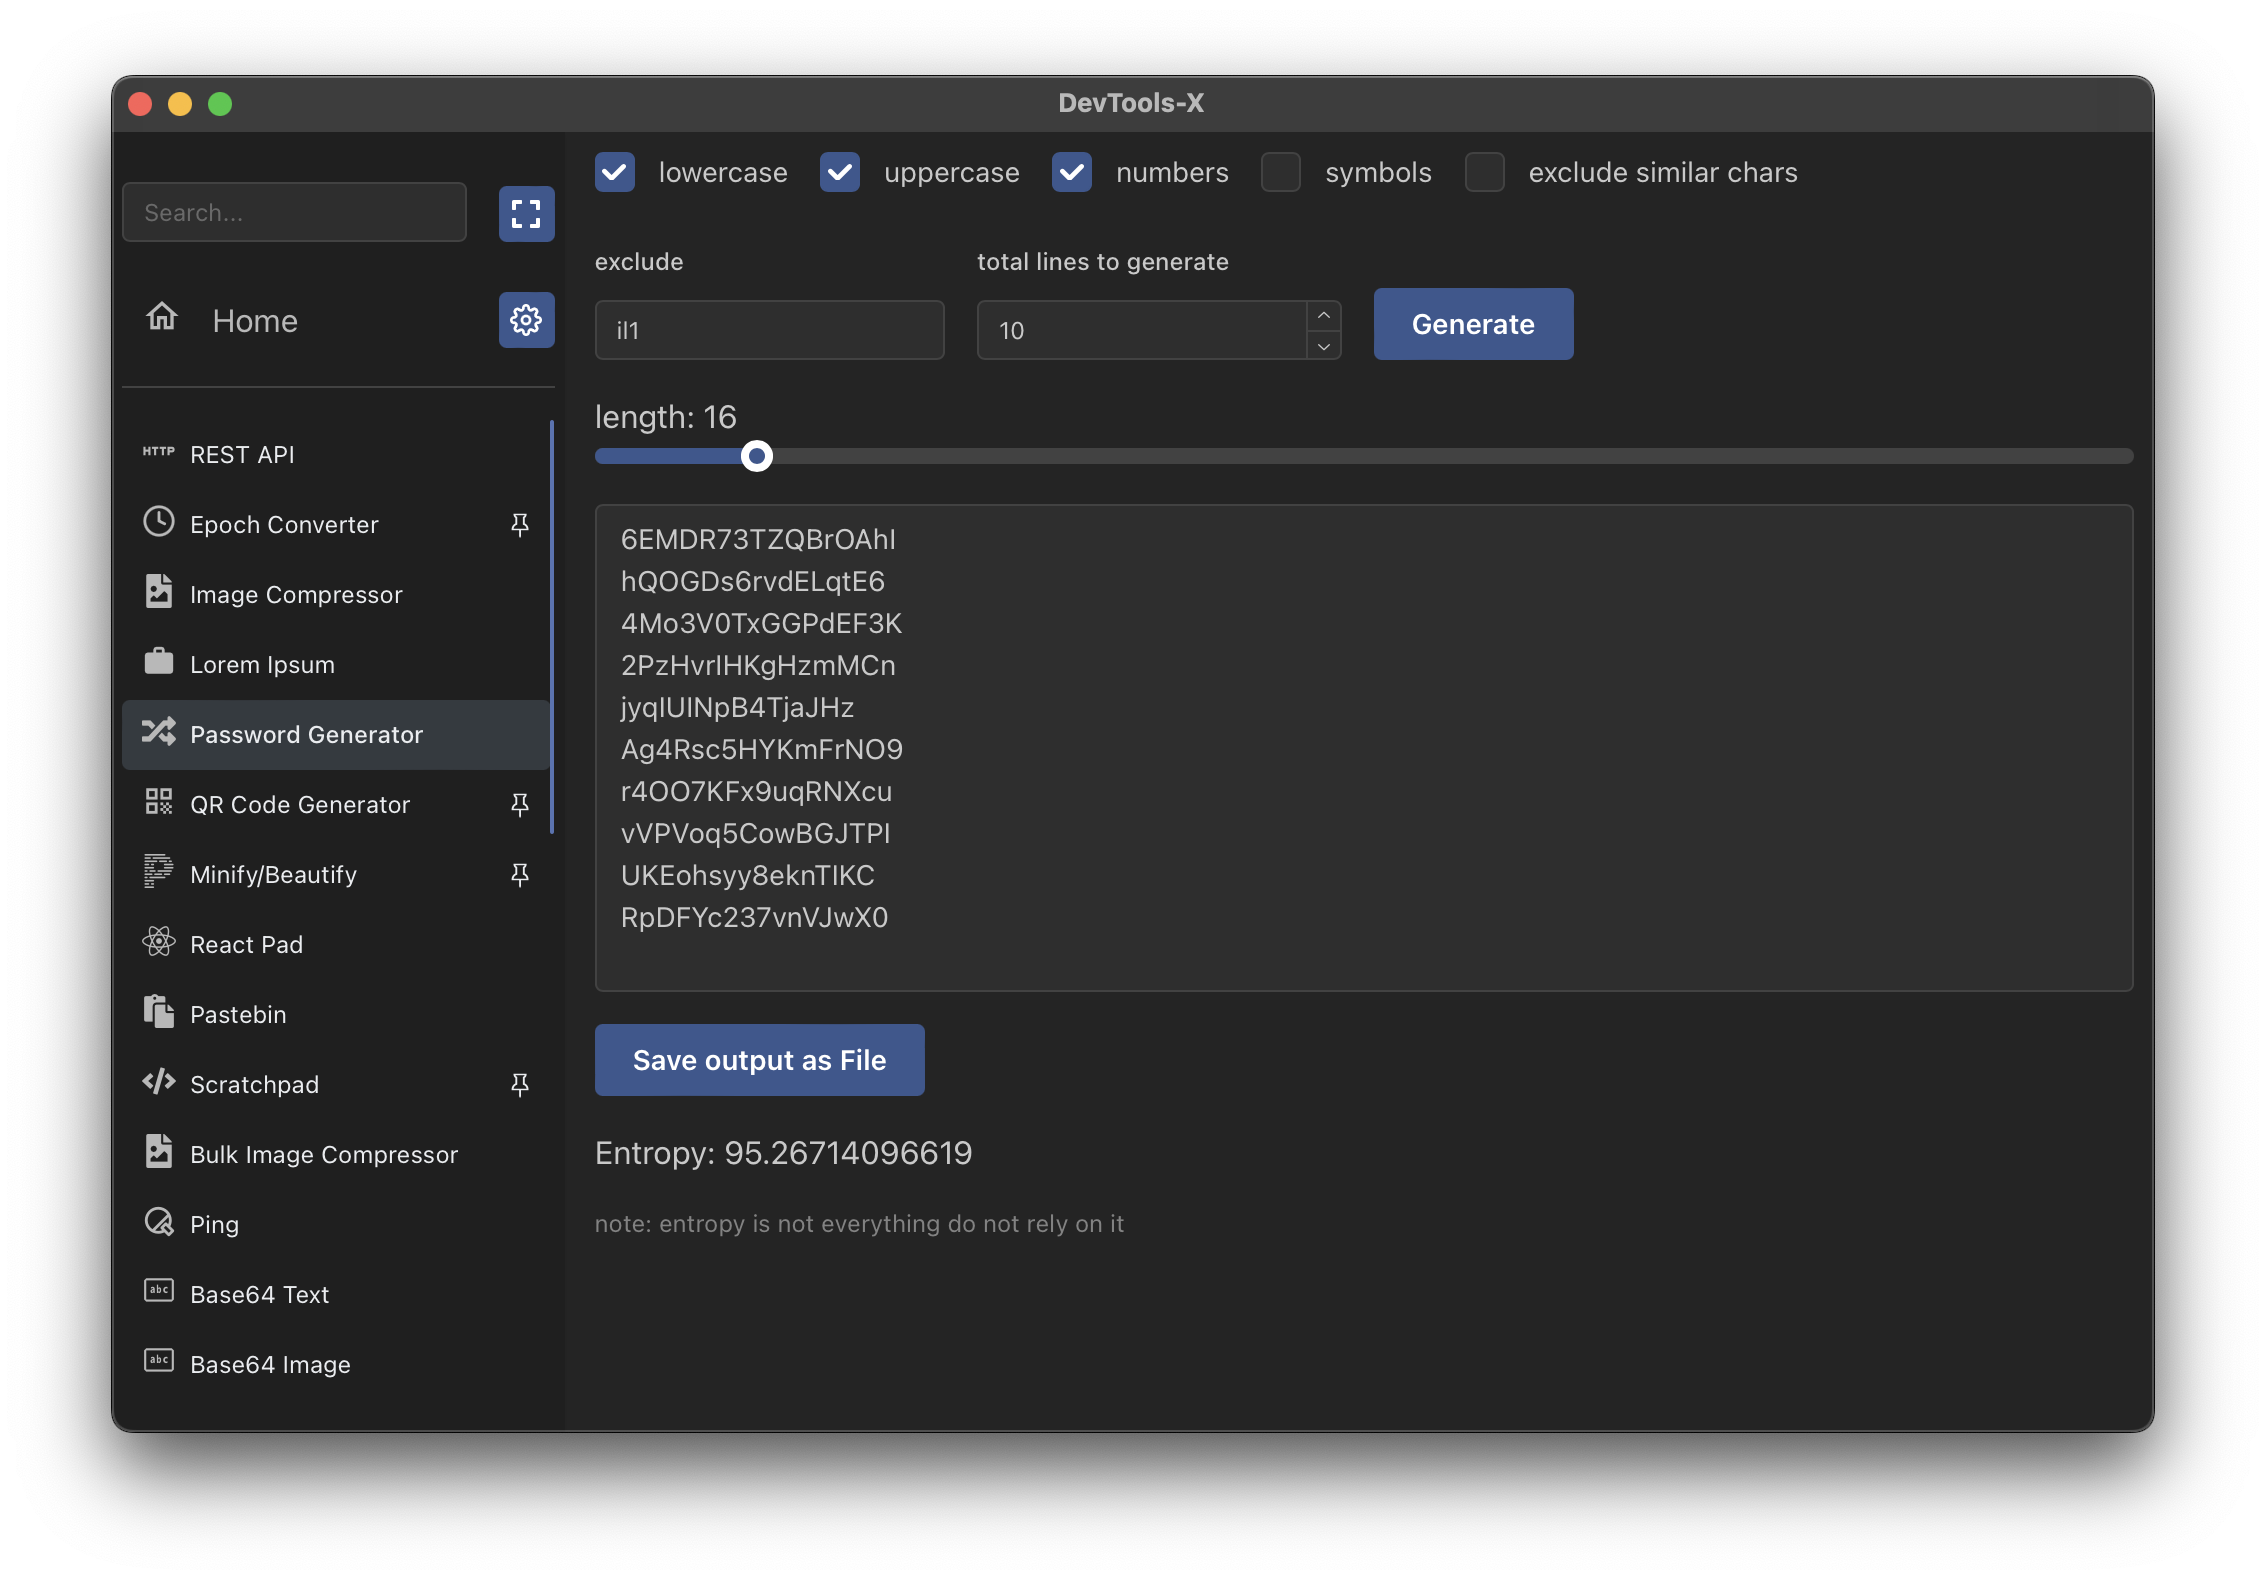 DevTools-X
Search...
Home
HTTP REST API
Epoch Converter
Image Compressor
Lorem Ipsum
Password Generator
QR Code Generator
Minify/Beautify
React Pad
Pastebin
Scratchpad
Bulk Image Compressor
Ping
abc Base64 Text
abc Base64 Image
lowercase uppercase numbers symbols exclude similar chars
exclude total lines to generate
il1 10 Generate
length: 16
6EMDR73TZQBrOAhI
hQOGDs6rvdELqtE6
4Mo3V0TxGGPdEF3K
2PzHvrIHKgHzmMCn
jyqIUINpB4TjaJHz
Ag4Rsc5HYKmFrNO9
r4OO7KFx9uqRNXcu
vVPVoq5CowBGJTPI
UKEohsyy8eknTIKC
RpDFYc237vnVJwX0
Save output as File
Entropy: 95.26714096619
note: entropy is not everything do not rely on it